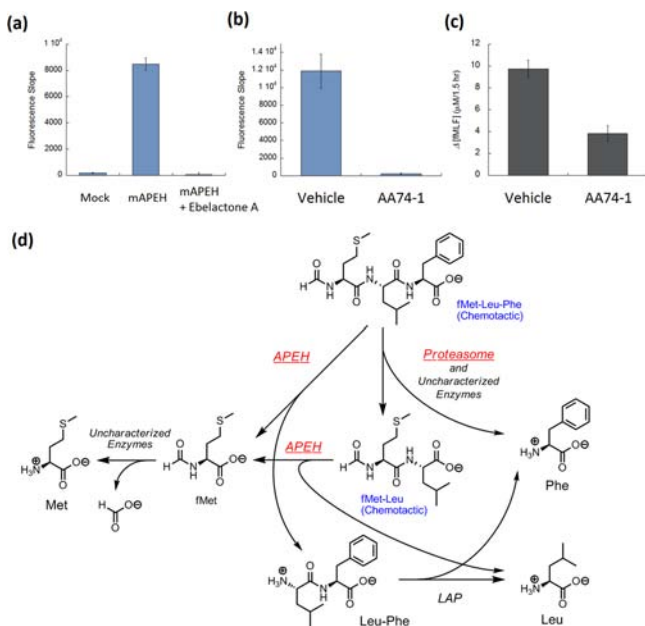 (a)
(b)
(c)
1 10⁴
8000
6000
4000
2000
0
Fluorescence Slope
Mock
mAPEH
mAPEH
+ Ebelactone A
1.4 10⁴
1.2 10⁴
1 10⁴
8000
6000
4000
2000
0
Fluorescence Slope
Vehicle
AA74-1
12
10
8
6
4
2
0
Δ[fMLF] (μM/1.5 hr)
Vehicle
AA74-1
(d)
fMet-Leu-Phe
(Chemotactic)
APEH
Proteasome
and
Uncharacterized
Enzymes
Uncharacterized
Enzymes
APEH
Met
fMet
fMet-Leu
(Chemotactic)
Phe
Leu-Phe
LAP
Leu